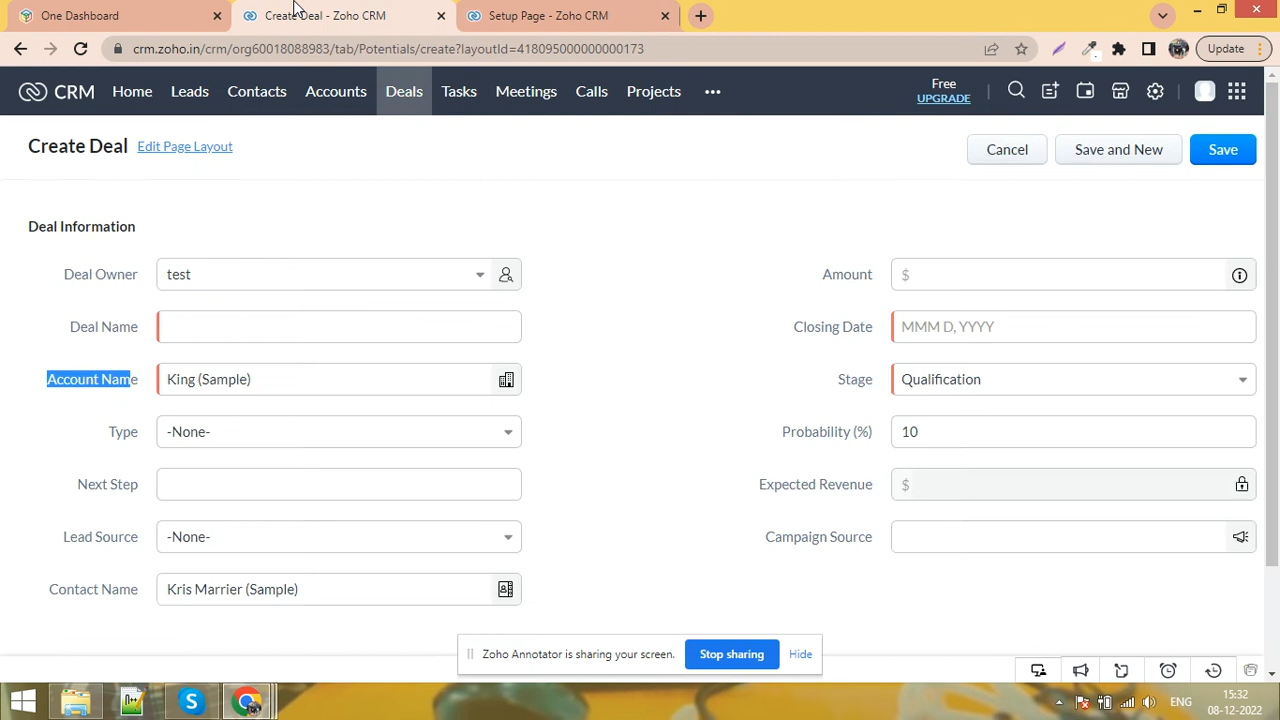 One Dashboard
Create Deal - Zoho CRM
Setup Page - Zoho CRM
crm.zoho.in/crm/org60018088983/tab/Potentials/create?layoutId=418095000000000173
Update
CRM
Home
Leads
Contacts
Accounts
Deals
Tasks
Meetings
Calls
Projects
Free
UPGRADE
Create Deal
Edit Page Layout
Cancel
Save and New
Save
Deal Information
Deal Owner
test
Amount
$
Deal Name
Closing Date
MMM D, YYYY
Account Name
King (Sample)
Stage
Qualification
Type
-None-
Probability (%)
10
Next Step
Expected Revenue
$
Lead Source
-None-
Campaign Source
Contact Name
Kris Marrier (Sample)
Zoho Annotator is sharing your screen.
Stop sharing
Hide
ENG
15:32
08-12-2022